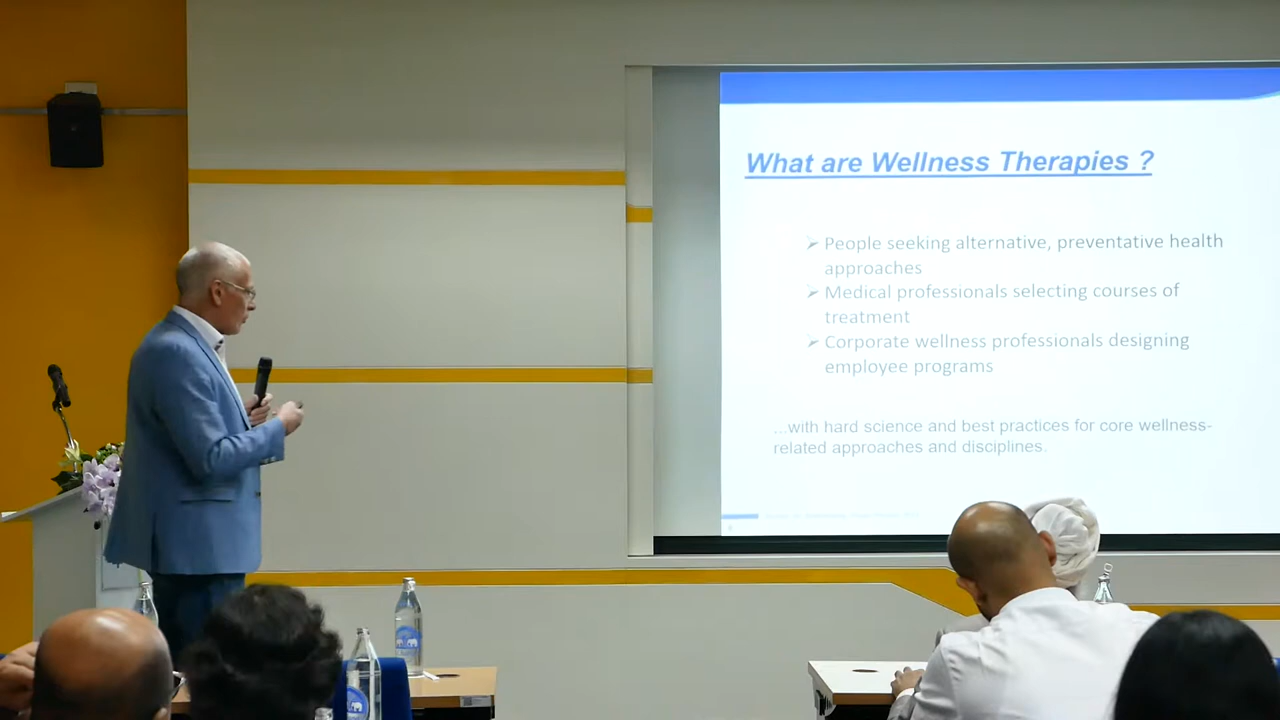 What are Wellness Therapies ?
➢ People seeking alternative, preventative health
approaches
➢ Medical professionals selecting courses of
treatment
➢ Corporate wellness professionals designing
employee programs
...with hard science and best practices for core wellness-
related approaches and disciplines.